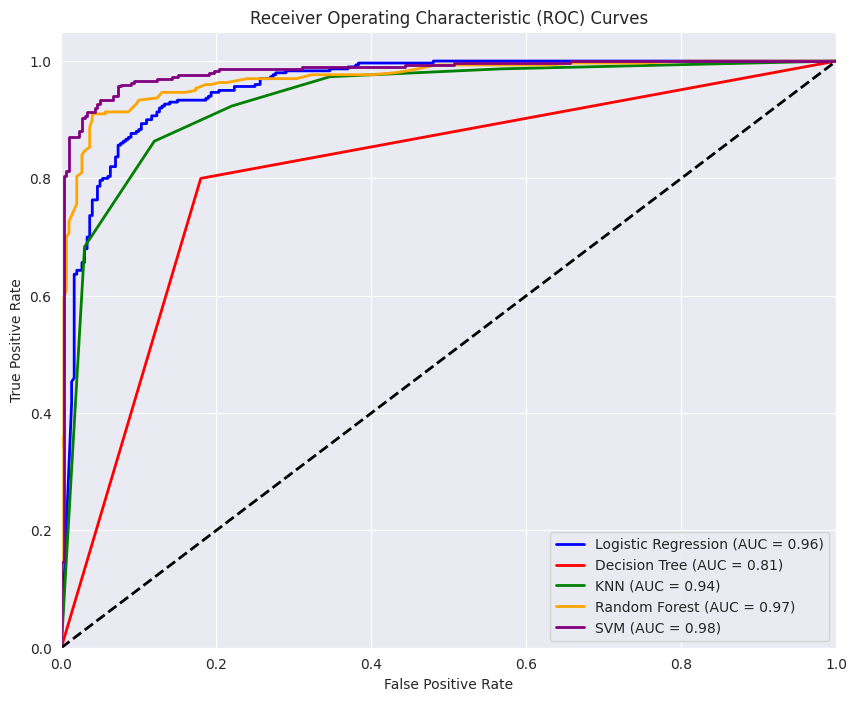 Receiver Operating Characteristic (ROC) Curves
True Positive Rate
1.0
0.8
0.6
0.4
0.2
0.0
0.0 0.2 0.4 0.6 0.8 1.0
False Positive Rate
Logistic Regression (AUC = 0.96)
Decision Tree (AUC = 0.81)
KNN (AUC = 0.94)
Random Forest (AUC = 0.97)
SVM (AUC = 0.98)